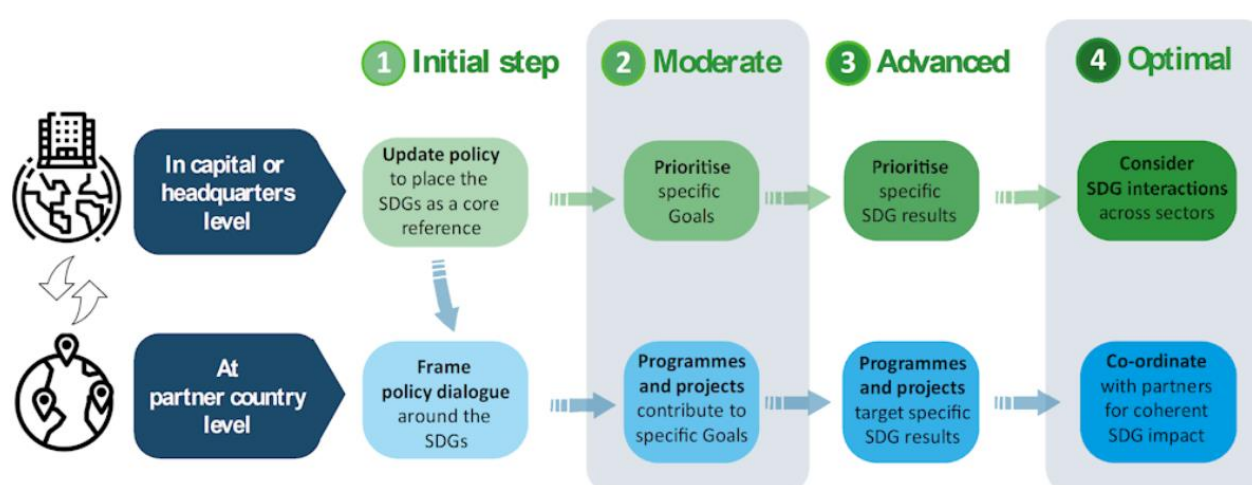 1 Initial step
2 Moderate
3 Advanced
4 Optimal
In capital or
headquarters
level
Update policy
to place the
SDGs as a core
reference
Prioritise
specific
Goals
Prioritise
specific
SDG results
Consider
SDG interactions
across sectors
At
partner country
level
Frame
policy dialogue
around the
SDGs
Programmes
and projects
contribute to
specific Goals
Programmes
and projects
target specific
SDG results
Co-ordinate
with partners
for coherent
SDG impact